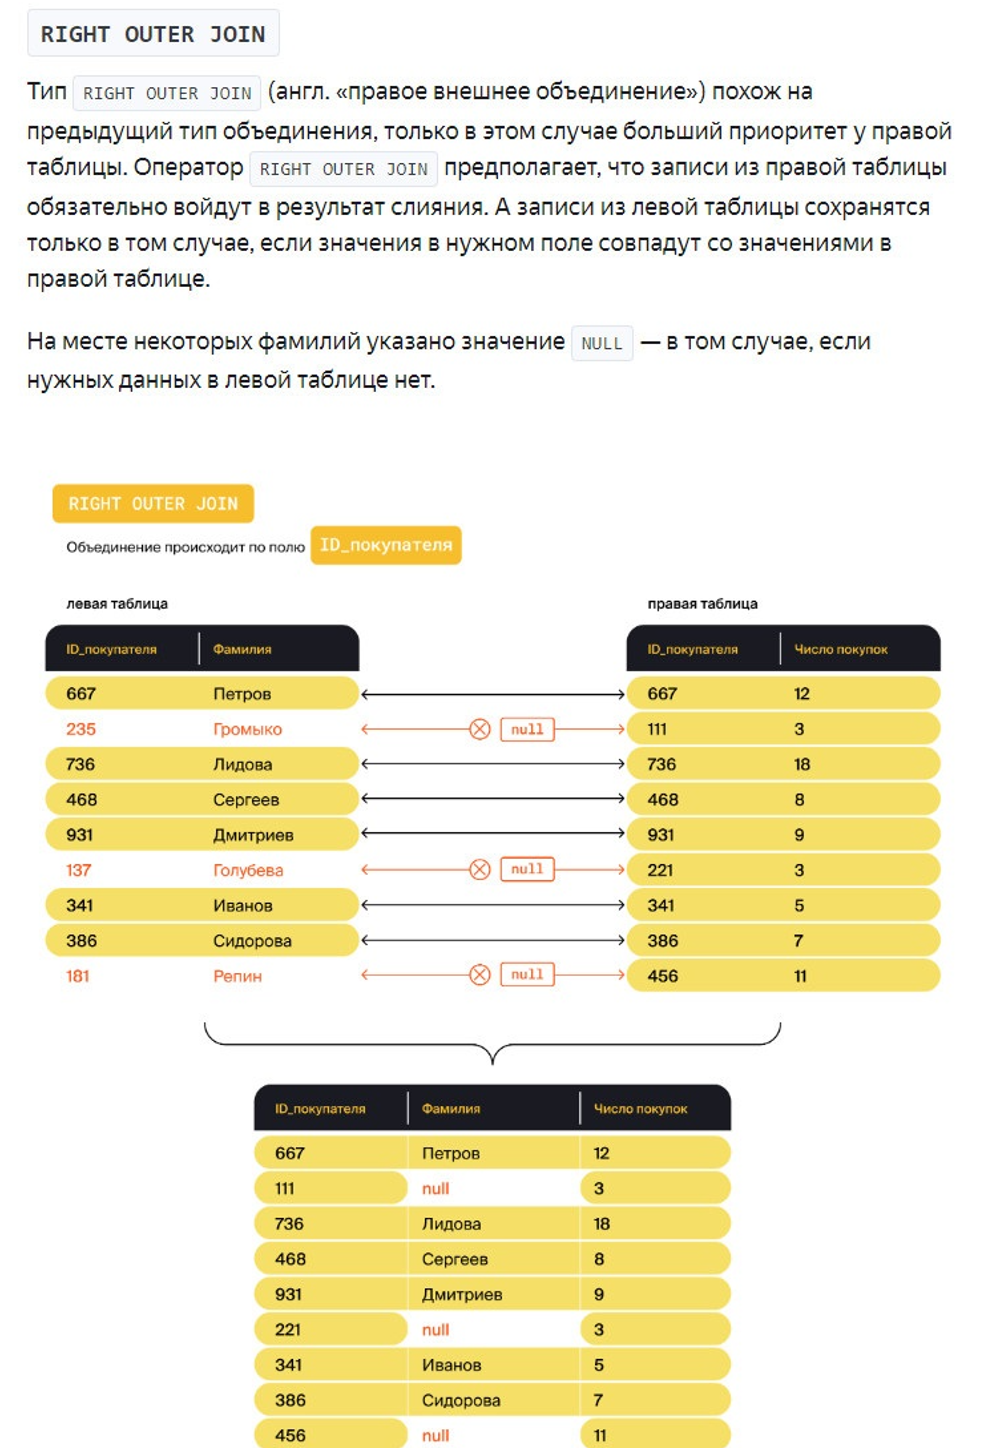 RIGHT OUTER JOIN
Тип RIGHT OUTER JOIN (англ. «правое внешнее объединение») похож на
предыдущий тип объединения, только в этом случае больший приоритет у правой
таблицы. Оператор RIGHT OUTER JOIN предполагает, что записи из правой таблицы
обязательно войдут в результат слияния. А записи из левой таблицы сохранятся
только в том случае, если значения в нужном поле совпадут со значениями в
правой таблице.
На месте некоторых фамилий указано значение NULL — в том случае, если
нужных данных в левой таблице нет.
RIGHT OUTER JOIN
Объединение происходит по полю ID_покупателя
левая таблица правая таблица
ID_покупателя Фамилия ID_покупателя Число покупок
667 Петров 667 12
235 Громыко null 111 3
736 Лидова 736 18
468 Сергеев 468 8
931 Дмитриев 931 9
137 Голубева null 221 3
341 Иванов 341 5
386 Сидорова 386 7
181 Репин null 456 11
ID_покупателя Фамилия Число покупок
667 Петров 12
111 null 3
736 Лидова 18
468 Сергеев 8
931 Дмитриев 9
221 null 3
341 Иванов 5
386 Сидорова 7
456 null 11